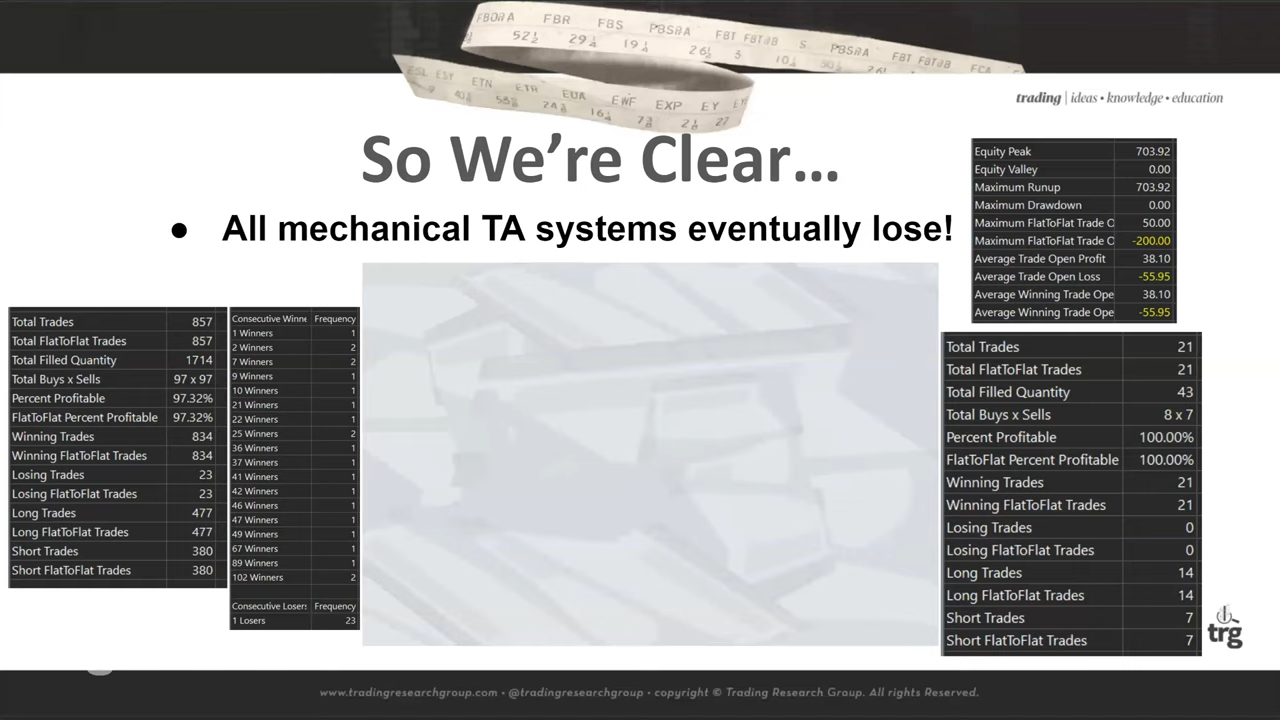 FBORA FBR FBS PBSRA FBT FBTJB S PBSRA FBT FBTJB ECA
52½ 29¼ 19¼ 26½ 3 10¼
ESY ETN ETR EUA EWF EXP EY
24⅜ 16¼ 7⅜ 2⅛ 27
trading | ideas • knowledge • education
So We’re Clear…
● All mechanical TA systems eventually lose!
Equity Peak 703.92
Equity Valley 0.00
Maximum Runup 703.92
Maximum Drawdown 0.00
Maximum FlatToFlat Trade O 50.00
Maximum FlatToFlat Trade C -200.00
Average Trade Open Profit 38.10
Average Trade Open Loss -55.95
Average Winning Trade Ope 38.10
Average Winning Trade Ope -55.95
Total Trades 857
Total FlatToFlat Trades 857
Total Filled Quantity 1714
Total Buys x Sells 97 x 97
Percent Profitable 97.32%
FlatToFlat Percent Profitable 97.32%
Winning Trades 834
Winning FlatToFlat Trades 834
Losing Trades 23
Losing FlatToFlat Trades 23
Long Trades 477
Long FlatToFlat Trades 477
Short Trades 380
Short FlatToFlat Trades 380
Consecutive Winne Frequency
1 Winners 1
2 Winners 2
7 Winners 2
9 Winners 1
10 Winners 1
21 Winners 1
22 Winners 1
25 Winners 2
36 Winners 1
37 Winners 1
41 Winners 1
42 Winners 1
46 Winners 1
47 Winners 1
49 Winners 1
67 Winners 1
89 Winners 1
102 Winners 2
Consecutive Losers Frequency
1 Losers 23
Total Trades 21
Total FlatToFlat Trades 21
Total Filled Quantity 43
Total Buys x Sells 8 x 7
Percent Profitable 100.00%
FlatToFlat Percent Profitable 100.00%
Winning Trades 21
Winning FlatToFlat Trades 21
Losing Trades 0
Losing FlatToFlat Trades 0
Long Trades 14
Long FlatToFlat Trades 14
Short Trades 7
Short FlatToFlat Trades 7
trg
www.tradingresearchgroup.com • @tradingresearchgroup • copyright © Trading Research Group. All rights Reserved.